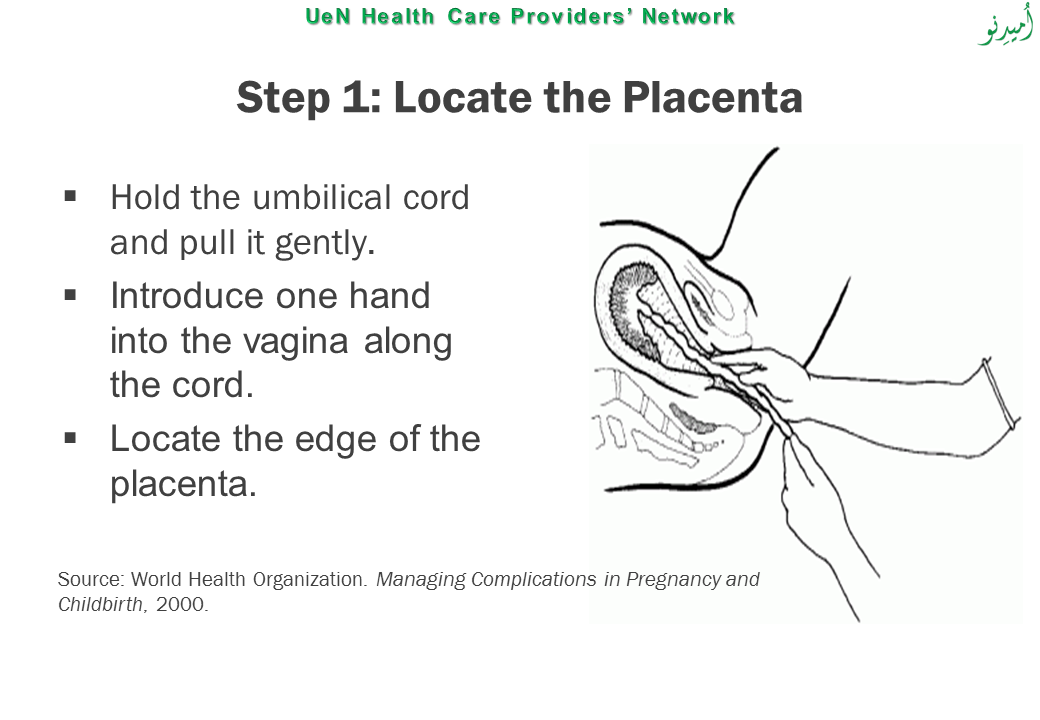 UeN Health Care Providers' Network
أُميدِنو
Step 1: Locate the Placenta
▪ Hold the umbilical cord
and pull it gently.
▪ Introduce one hand
into the vagina along
the cord.
▪ Locate the edge of the
placenta.
Source: World Health Organization. Managing Complications in Pregnancy and
Childbirth, 2000.